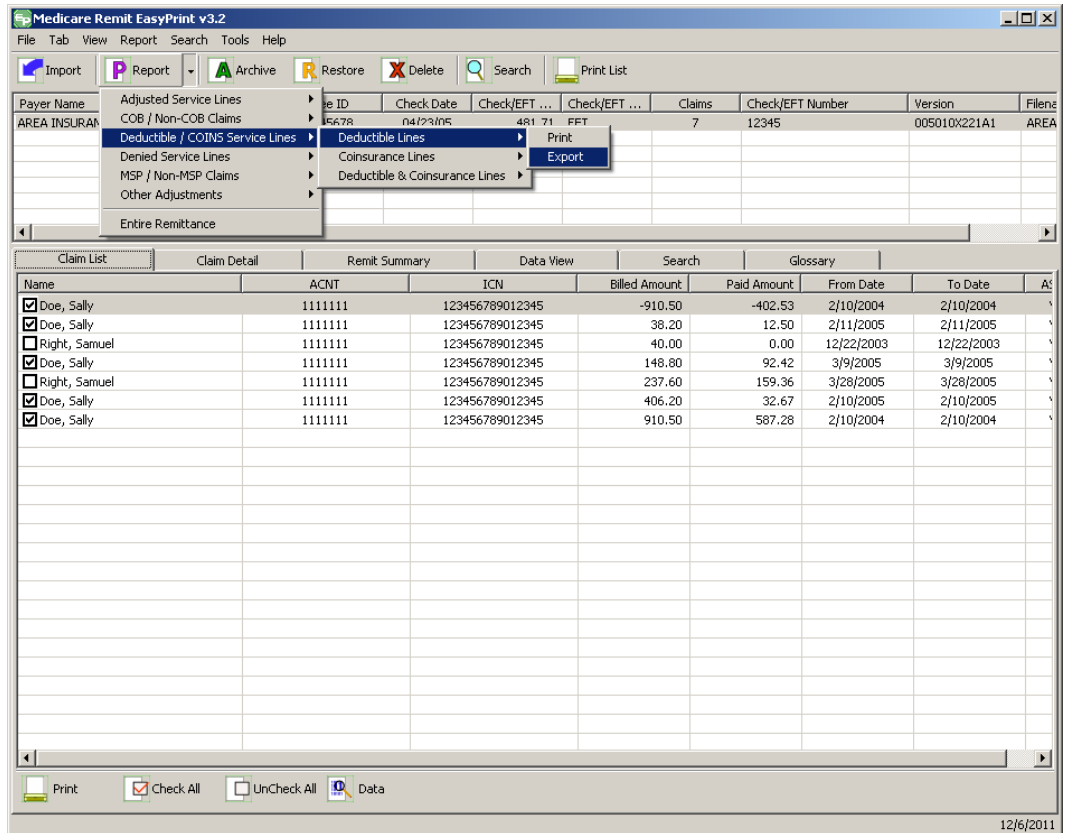 Medicare Remit EasyPrint v3.2
File Tab View Report Search Tools Help
Import Report Archive Restore Delete Search Print List
Payer Name ee ID Check Date Check/EFT ... Check/EFT ... Claims Check/EFT Number Version Filena
AREA INSURAN 5678 04/23/05 481.71 EFT 7 12345 005010X221A1 AREA
Adjusted Service Lines
COB / Non-COB Claims
Deductible / COINS Service Lines Deductible Lines Print
Denied Service Lines Coinsurance Lines Export
MSP / Non-MSP Claims Deductible & Coinsurance Lines
Other Adjustments
Entire Remittance
Claim List Claim Detail Remit Summary Data View Search Glossary
Name ACNT ICN Billed Amount Paid Amount From Date To Date AS
Doe, Sally 1111111 123456789012345 -910.50 -402.53 2/10/2004 2/10/2004
Doe, Sally 1111111 123456789012345 38.20 12.50 2/11/2005 2/11/2005
Right, Samuel 1111111 123456789012345 40.00 0.00 12/22/2003 12/22/2003
Doe, Sally 1111111 123456789012345 148.80 92.42 3/9/2005 3/9/2005
Right, Samuel 1111111 123456789012345 237.60 159.36 3/28/2005 3/28/2005
Doe, Sally 1111111 123456789012345 406.20 32.67 2/10/2005 2/10/2005
Doe, Sally 1111111 123456789012345 910.50 587.28 2/10/2004 2/10/2004
Print Check All UnCheck All Data
12/6/2011